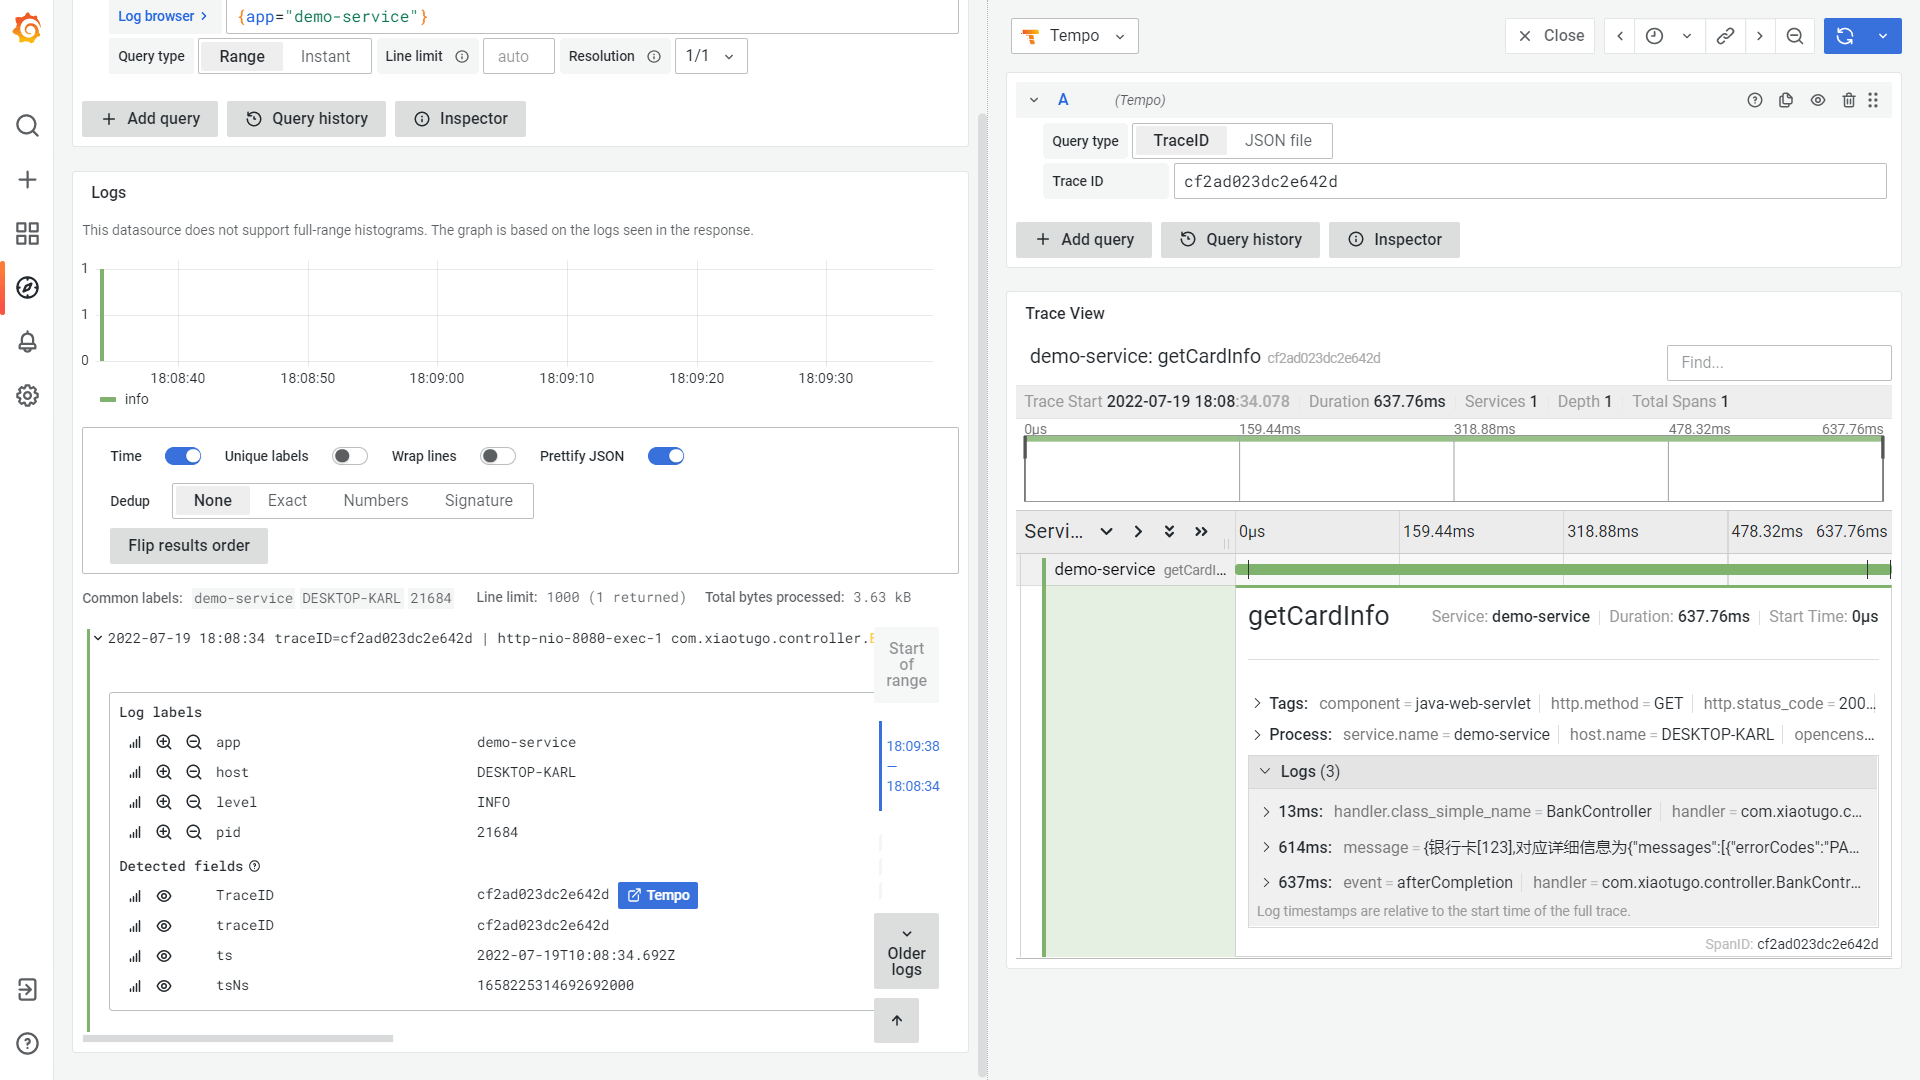 Log browser
{app="demo-service"}
Query type Range Instant Line limit auto Resolution 1/1
Add query Query history Inspector
Logs
This datasource does not support full-range histograms. The graph is based on the logs seen in the response.
1
1
0
18:08:40 18:08:50 18:09:00 18:09:10 18:09:20 18:09:30
info
Time Unique labels Wrap lines Prettify JSON
Dedup None Exact Numbers Signature
Flip results order
Common labels: demo-service DESKTOP-KARL 21684 Line limit: 1000 (1 returned) Total bytes processed: 3.63 kB
2022-07-19 18:08:34 traceID=cf2ad023dc2e642d | http-nio-8080-exec-1 com.xiaotugo.controller.
Start of range
Log labels
app demo-service
host DESKTOP-KARL
level INFO
pid 21684
Detected fields
TraceID cf2ad023dc2e642d Tempo
traceID cf2ad023dc2e642d
ts 2022-07-19T10:08:34.692Z
tsNs 1658225314692692000
18:09:38
—
18:08:34
Older logs
Tempo
Close
A (Tempo)
Query type TraceID JSON file
Trace ID cf2ad023dc2e642d
Add query Query history Inspector
Trace View
demo-service: getCardInfo cf2ad023dc2e642d
Find...
Trace Start 2022-07-19 18:08:34.078 Duration 637.76ms Services 1 Depth 1 Total Spans 1
0μs 159.44ms 318.88ms 478.32ms 637.76ms
Servi... 0μs 159.44ms 318.88ms 478.32ms 637.76ms
demo-service getCardI...
getCardInfo Service: demo-service Duration: 637.76ms Start Time: 0μs
Tags: component = java-web-servlet http.method = GET http.status_code = 200...
Process: service.name = demo-service host.name = DESKTOP-KARL opencens...
Logs (3)
13ms: handler.class_simple_name = BankController handler = com.xiaotugo.c...
614ms: message = {银行卡[123],对应详细信息为{"messages":[{"errorCodes":"PA...
637ms: event = afterCompletion handler = com.xiaotugo.controller.BankContr...
Log timestamps are relative to the start time of the full trace.
SpanID: cf2ad023dc2e642d